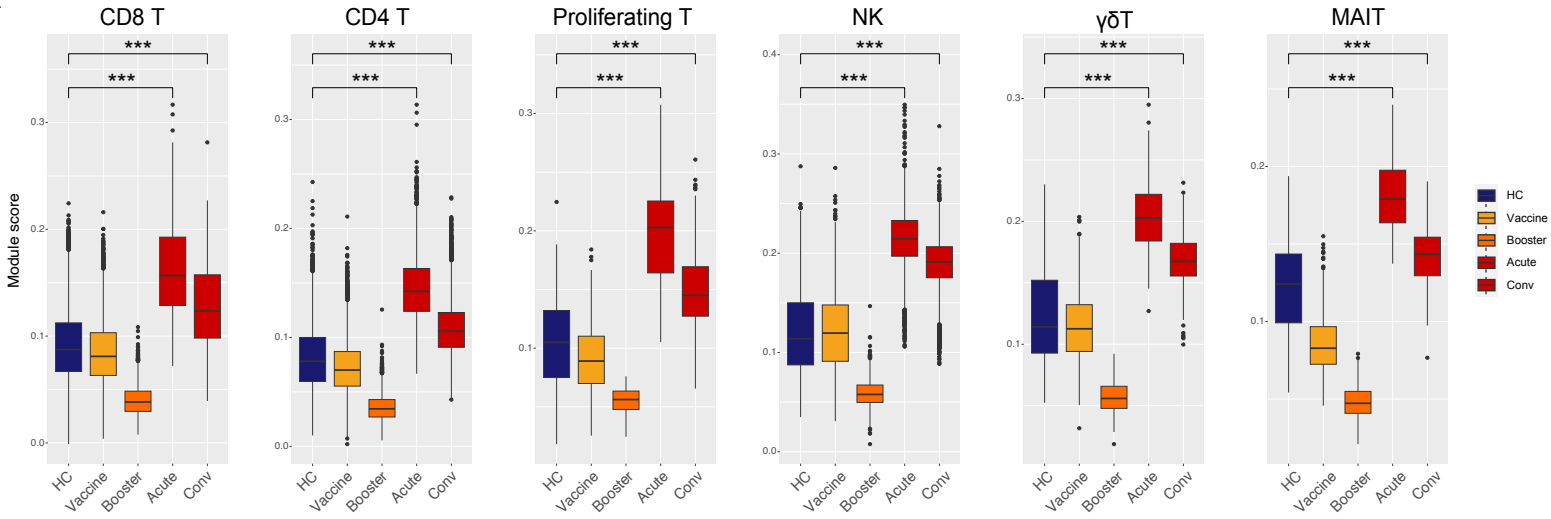 CD8 T
CD4 T
Proliferating T
NK
γδT
MAIT
Module score
***
***
0.3
0.2
0.1
0.0
HC
Vaccine
Booster
Acute
Conv
***
***
0.3
0.2
0.1
0.0
HC
Vaccine
Booster
Acute
Conv
***
***
0.3
0.1
HC
Vaccine
Booster
Acute
Conv
***
***
0.4
0.3
0.2
0.1
0.0
HC
Vaccine
Booster
Acute
Conv
***
***
0.3
0.2
0.1
HC
Vaccine
Booster
Acute
Conv
***
***
0.2
0.1
HC
Vaccine
Booster
Acute
Conv
HC
Vaccine
Booster
Acute
Conv